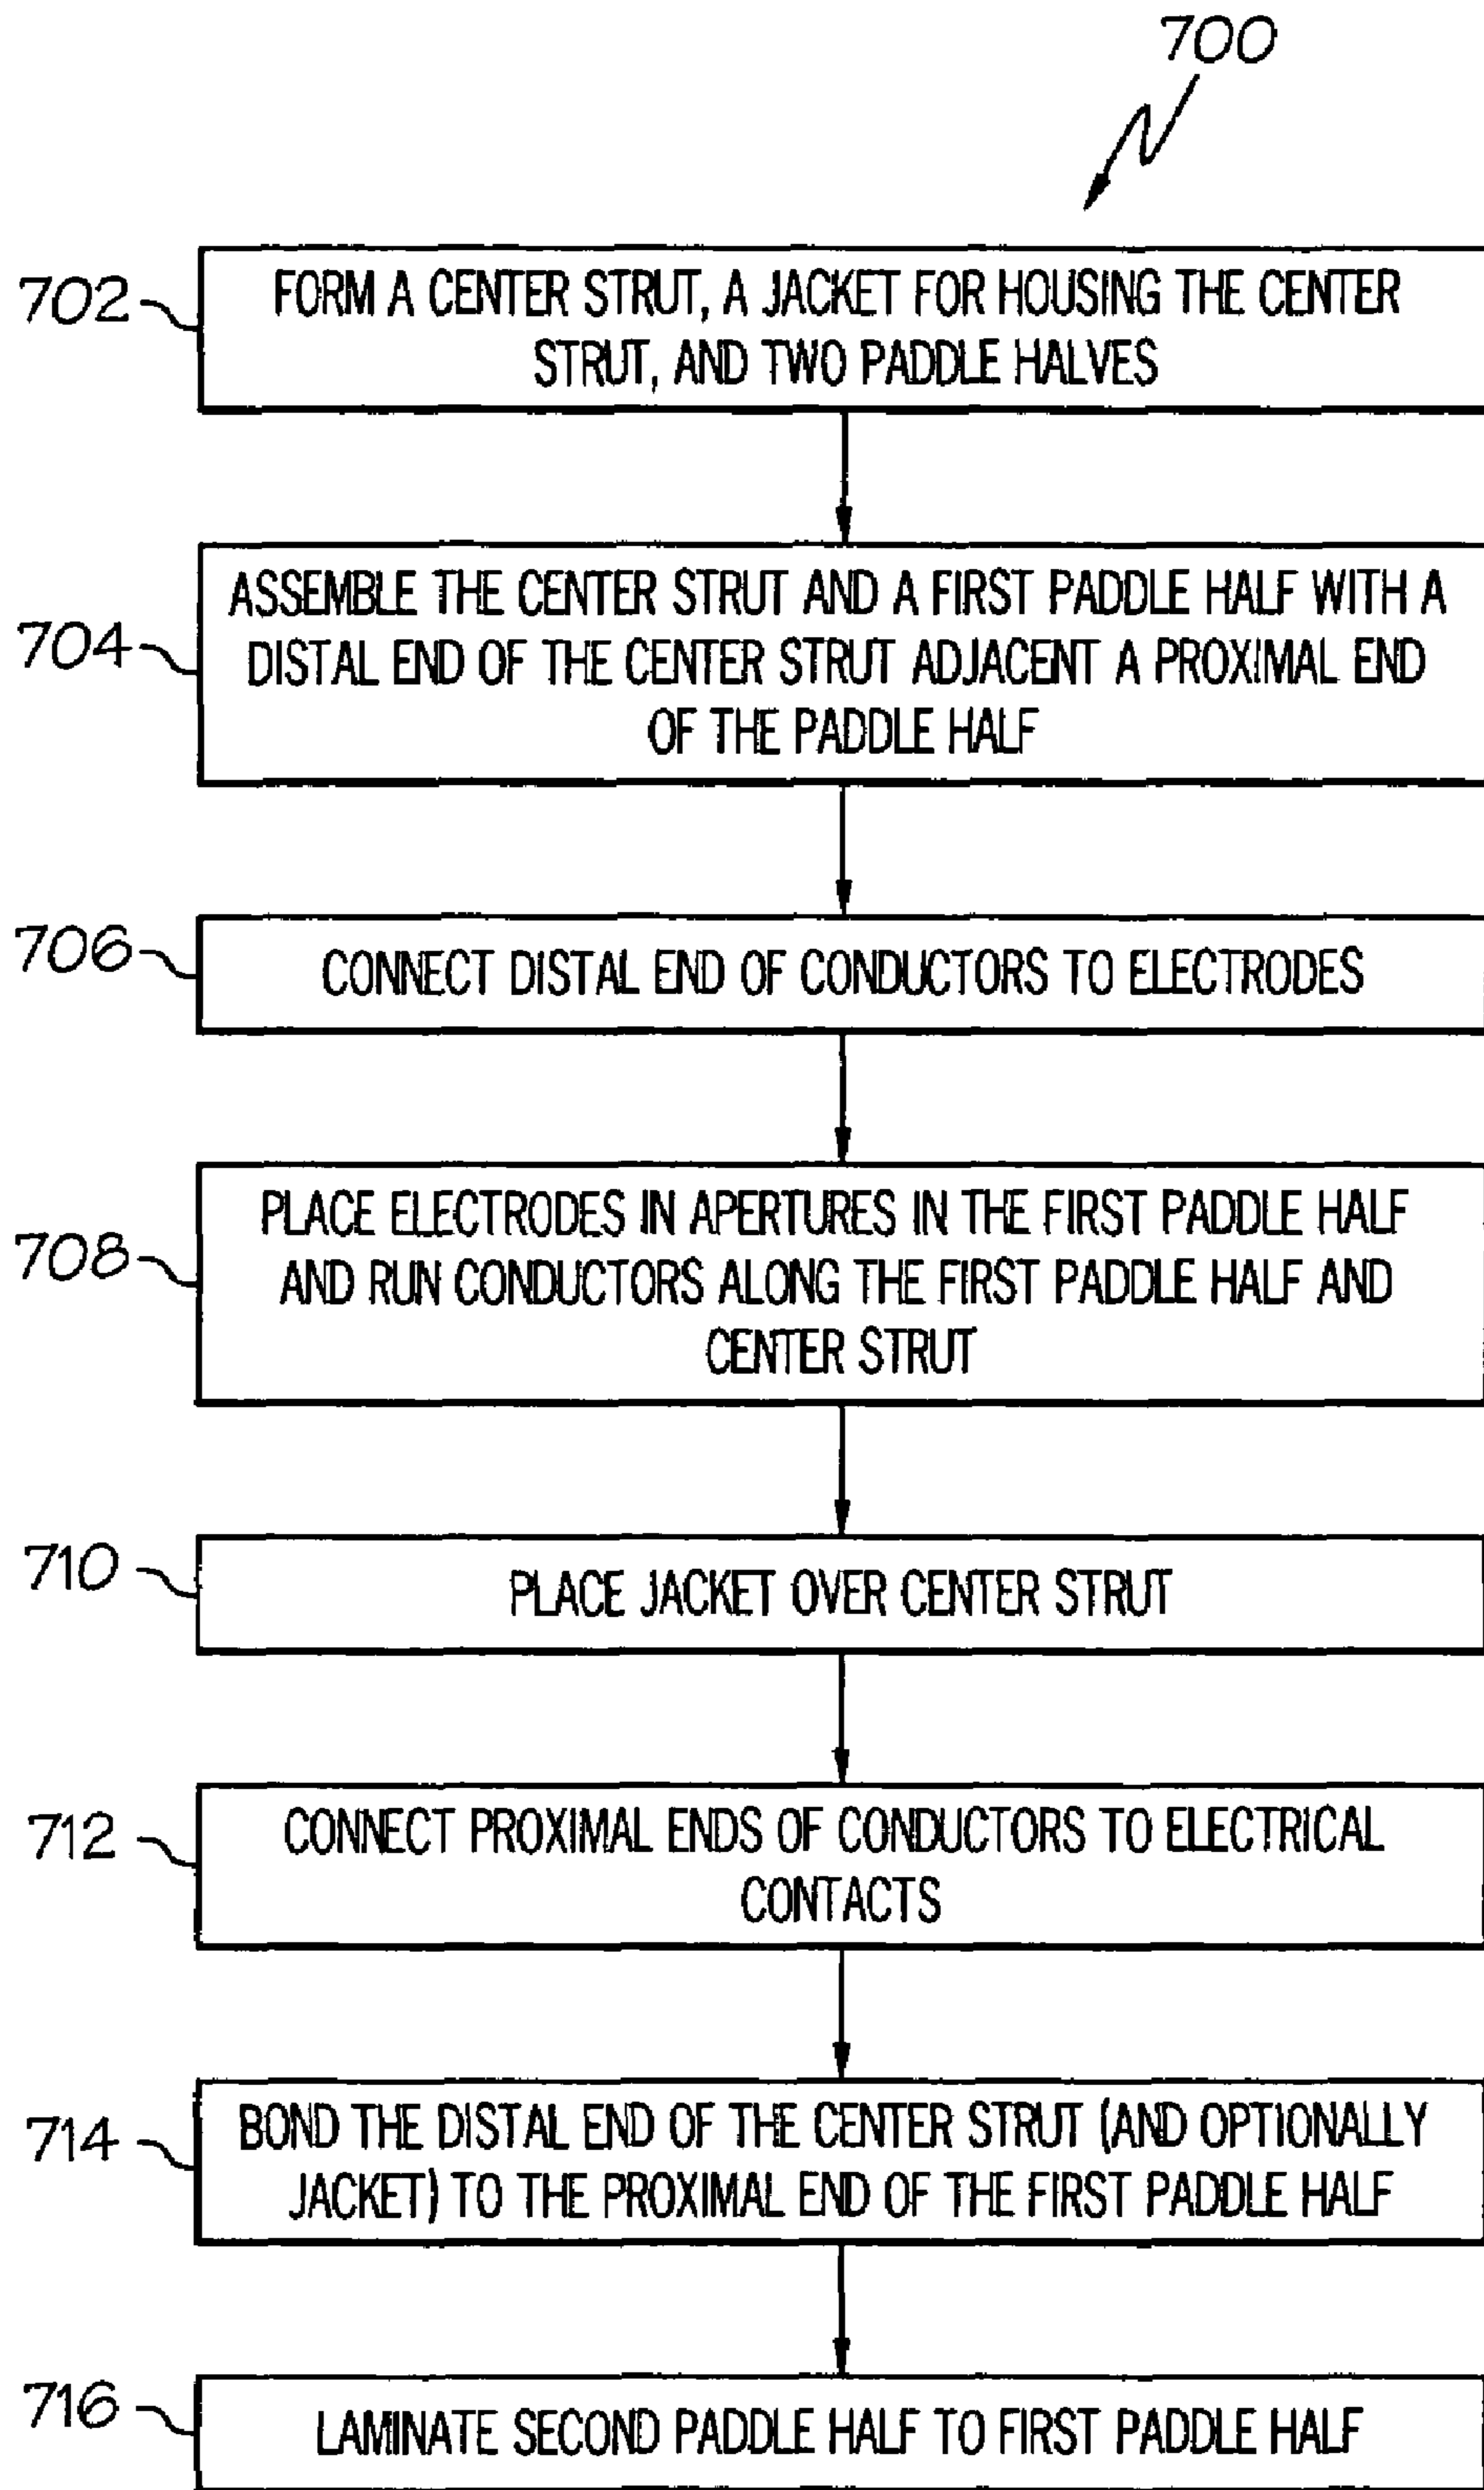 700
702
FORM A CENTER STRUT, A JACKET FOR HOUSING THE CENTER
STRUT, AND TWO PADDLE HALVES
704
ASSEMBLE THE CENTER STRUT AND A FIRST PADDLE HALF WITH A
DISTAL END OF THE CENTER STRUT ADJACENT A PROXIMAL END
OF THE PADDLE HALF
706
CONNECT DISTAL END OF CONDUCTORS TO ELECTRODES
708
PLACE ELECTRODES IN APERTURES IN THE FIRST PADDLE HALF
AND RUN CONDUCTORS ALONG THE FIRST PADDLE HALF AND
CENTER STRUT
710
PLACE JACKET OVER CENTER STRUT
712
CONNECT PROXIMAL ENDS OF CONDUCTORS TO ELECTRICAL
CONTACTS
714
BOND THE DISTAL END OF THE CENTER STRUT (AND OPTIONALLY
JACKET) TO THE PROXIMAL END OF THE FIRST PADDLE HALF
716
LAMINATE SECOND PADDLE HALF TO FIRST PADDLE HALF